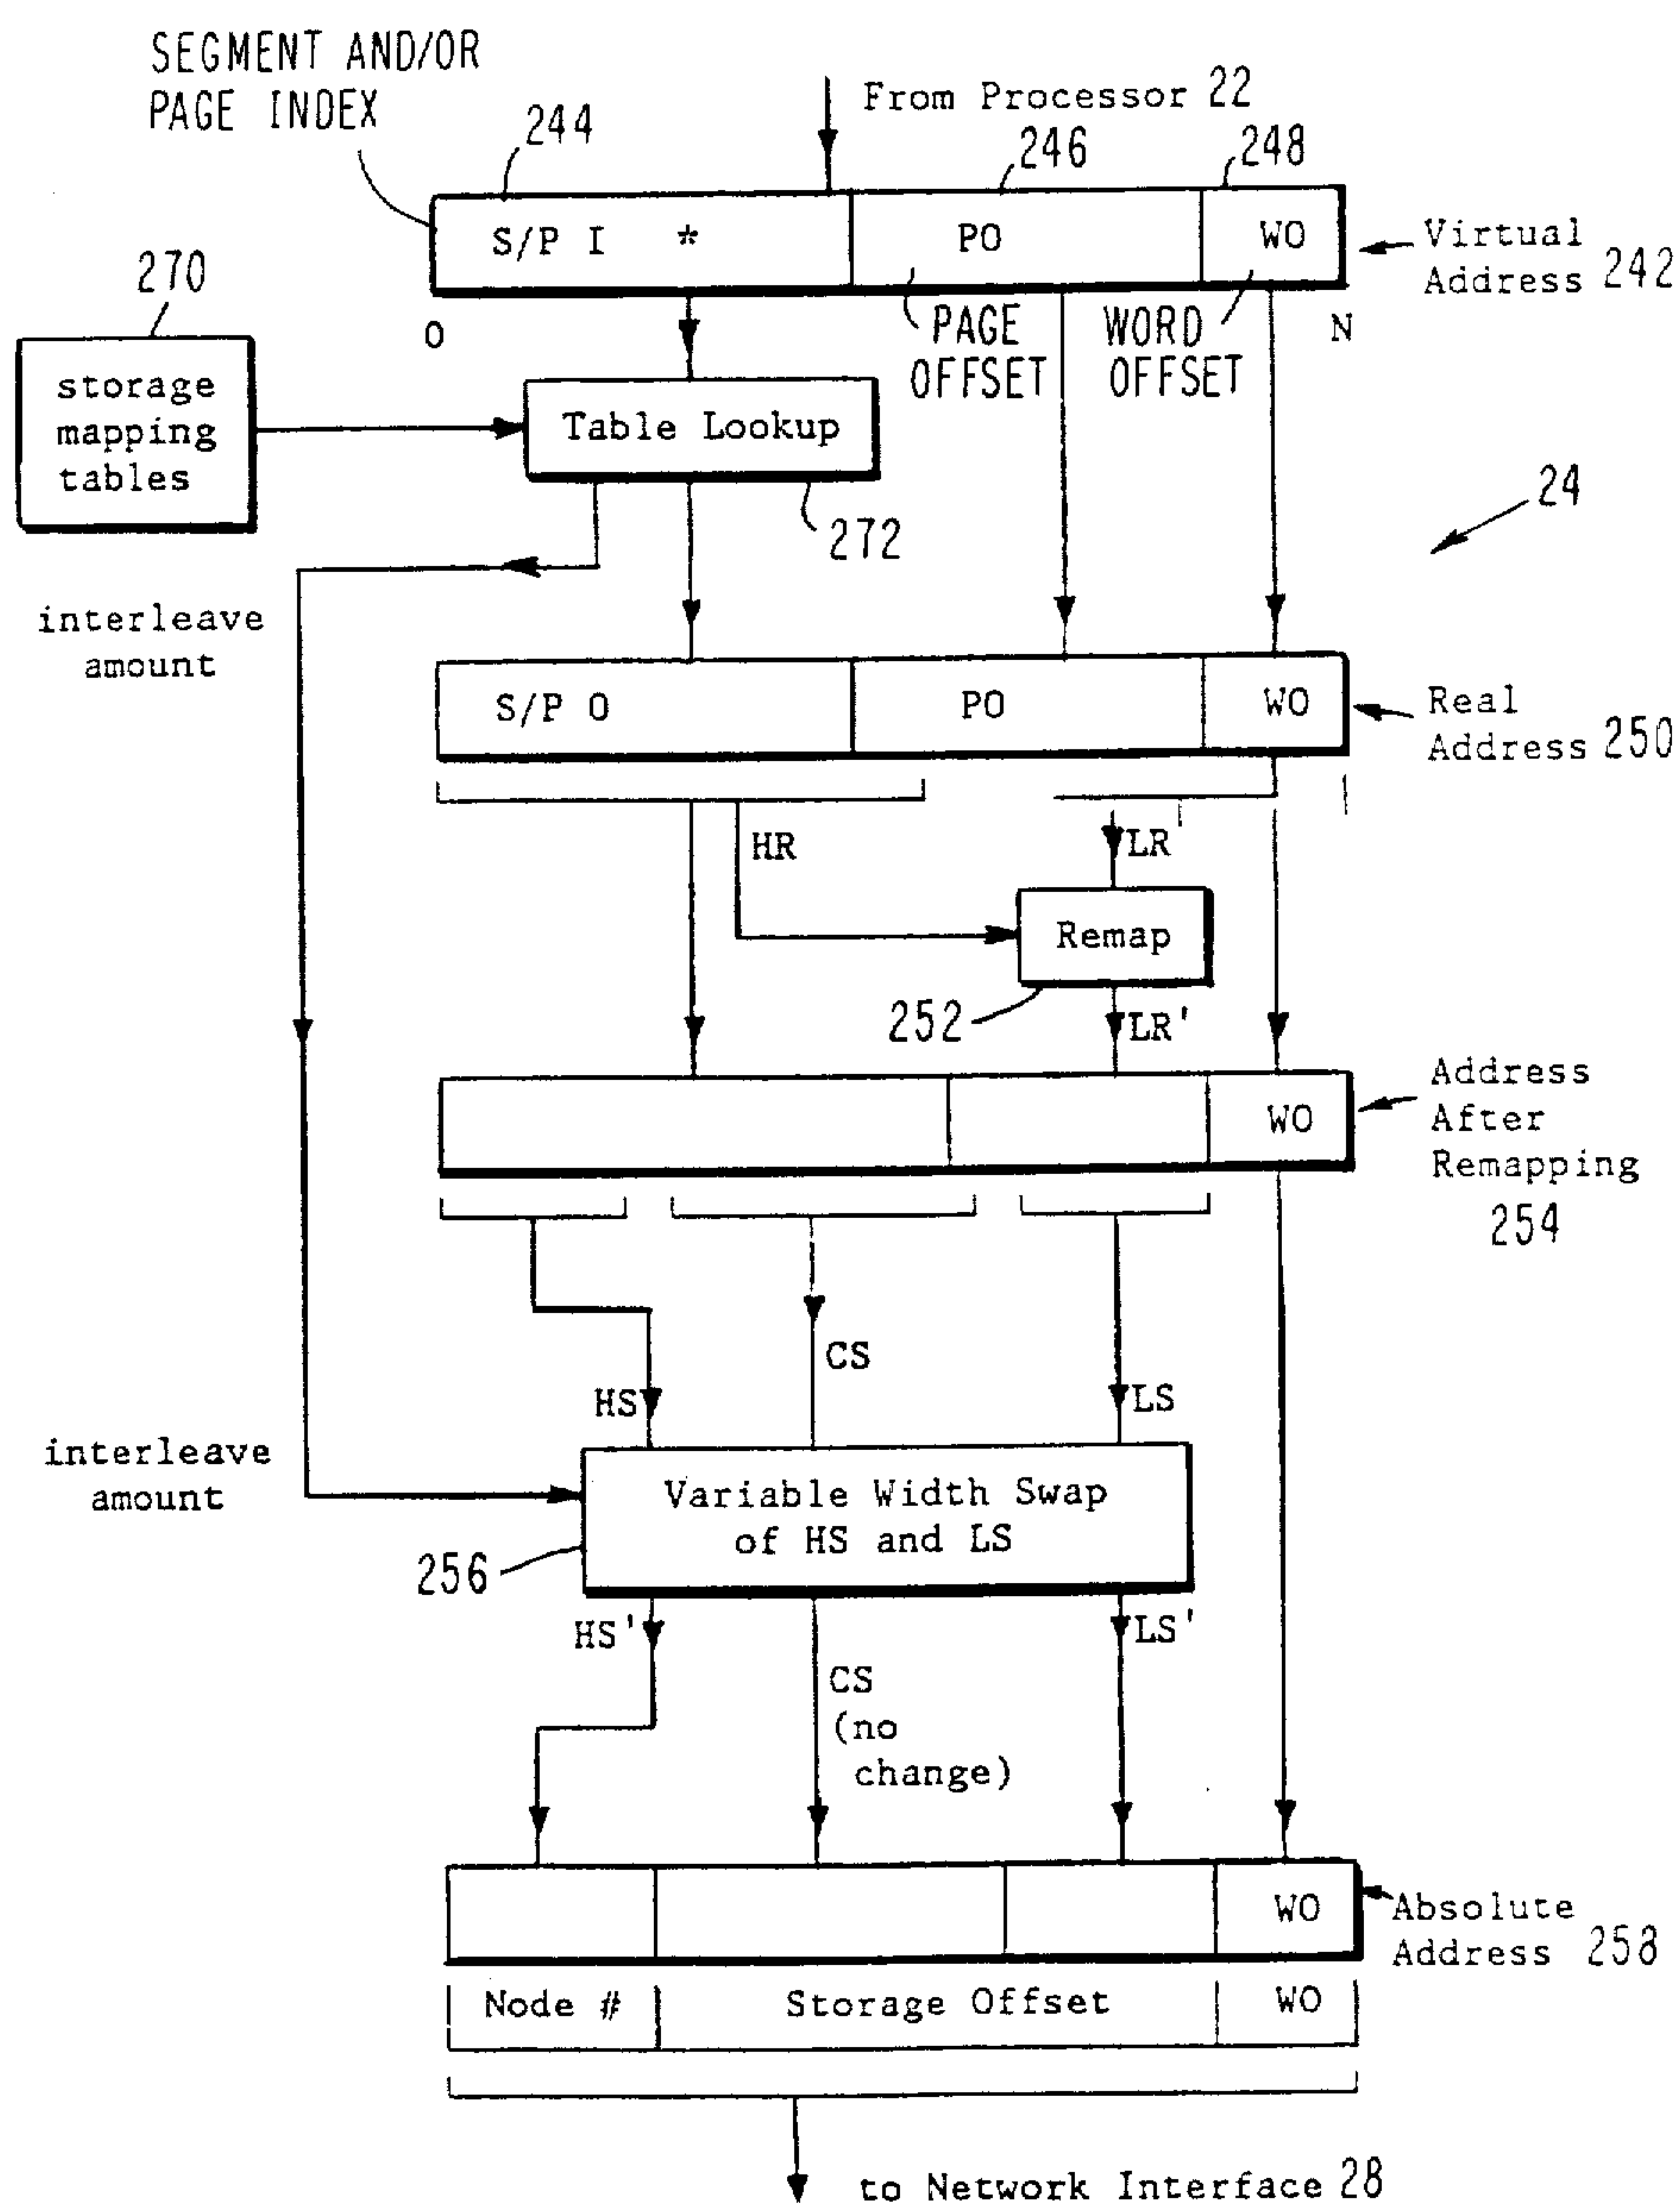 SEGMENT AND/OR
PAGE INDEX
244
From Processor 22
246
248
S/P I *
PO
WO
Virtual
Address 242
270
0
PAGE
OFFSET
WORD
OFFSET
N
storage
mapping
tables
Table Lookup
272
24
interleave
amount
S/P O
PO
WO
Real
Address 250
HR
LR
Remap
252
LR'
WO
Address
After
Remapping
254
CS
HS
LS
interleave
amount
Variable Width Swap
of HS and LS
256
HS'
LS'
CS
(no
change)
WO
Absolute
Address 258
Node #
Storage Offset
WO
to Network Interface 28